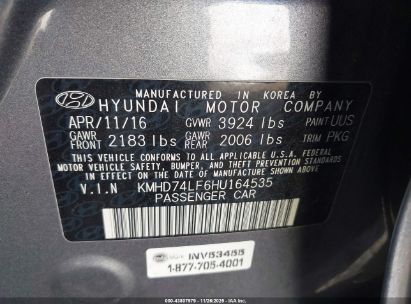 MANUFACTURED IN KOREA BY
HYUNDAI MOTOR COMPANY
APR/11/16 GVWR 3924 lbs PAINT UUS
GAWR FRONT 2183 lbs GAWR REAR 2006 lbs TRIM PKG
THIS VEHICLE CONFORMS TO ALL APPLICABLE U.S.A. FEDERAL
MOTOR VEHICLE SAFETY, BUMPER, AND THEFT PREVENTION
STANDARDS IN EFFECT ON THE DATE OF MANUFACTURE SHOWN ABOVE.
V.I.N KMHD74LF6HU164535
PASSENGER CAR
INV53455
1-877-705-4001